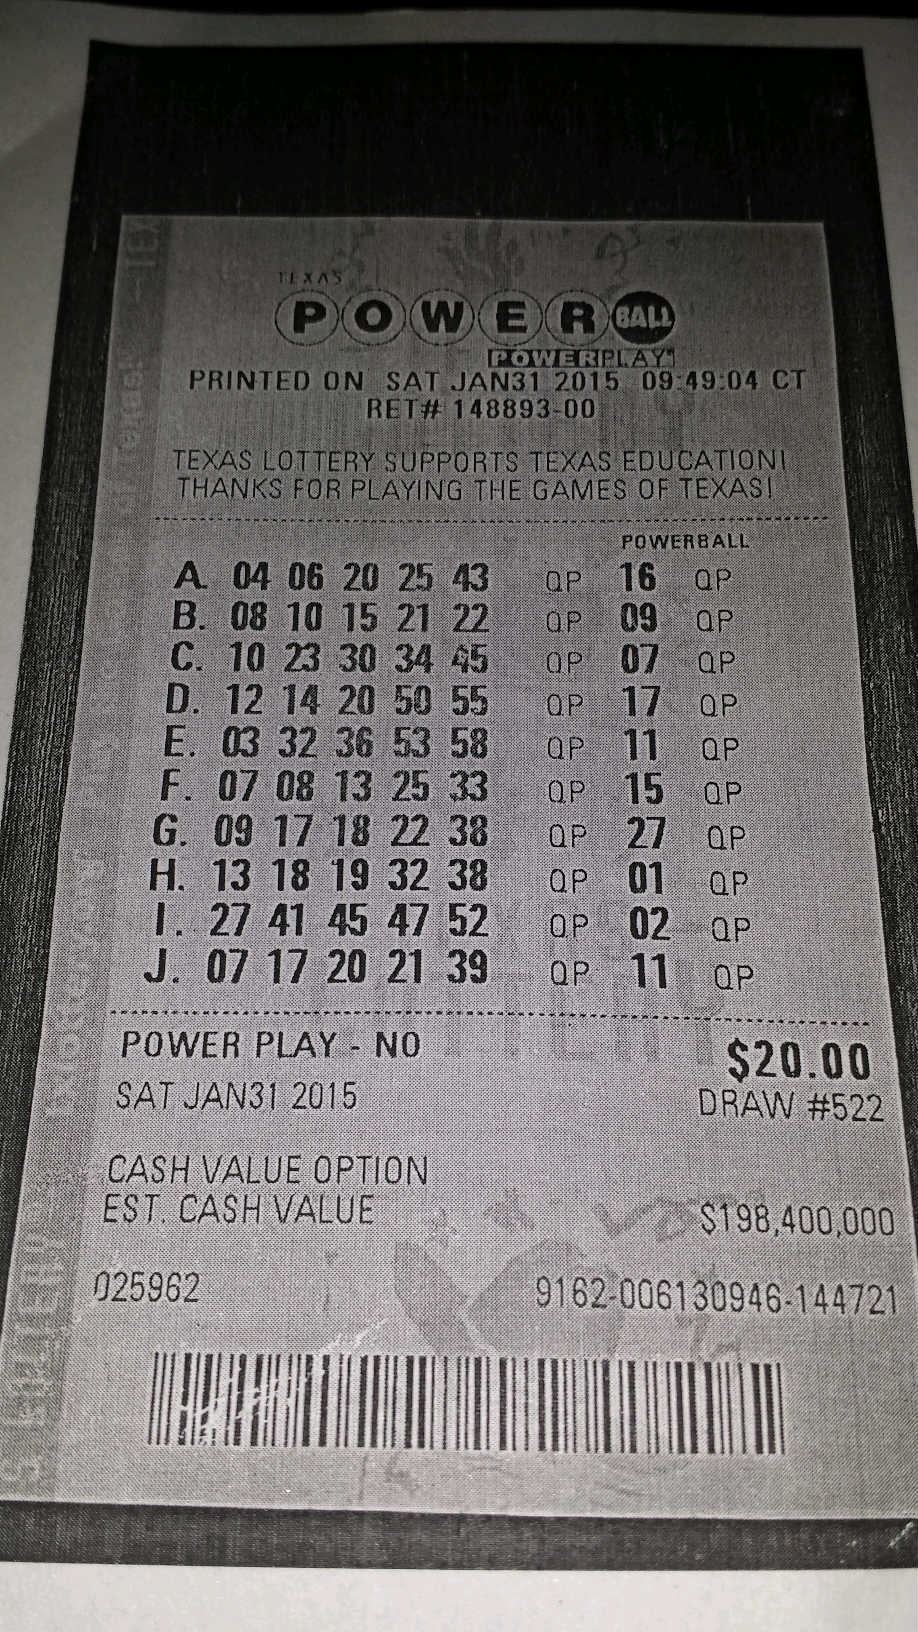 TEXAS
POWERBALL
POWERPLAY
PRINTED ON SAT JAN31 2015 09:49:04 CT
RET# 148893-00
TEXAS LOTTERY SUPPORTS TEXAS EDUCATION!
THANKS FOR PLAYING THE GAMES OF TEXAS!
POWERBALL
A. 04 06 20 25 43 QP 16 QP
B. 08 10 15 21 22 QP 09 QP
C. 10 23 30 34 45 QP 07 QP
D. 12 14 20 50 55 QP 17 QP
E. 03 32 36 53 58 QP 11 QP
F. 07 08 13 25 33 QP 15 QP
G. 09 17 18 22 38 QP 27 QP
H. 13 18 19 32 38 QP 01 QP
I. 27 41 45 47 52 QP 02 QP
J. 07 17 20 21 39 QP 11 QP
POWER PLAY - NO
$20.00
SAT JAN31 2015 DRAW #522
CASH VALUE OPTION
EST. CASH VALUE $198,400,000
025962 9162-006130946-144721